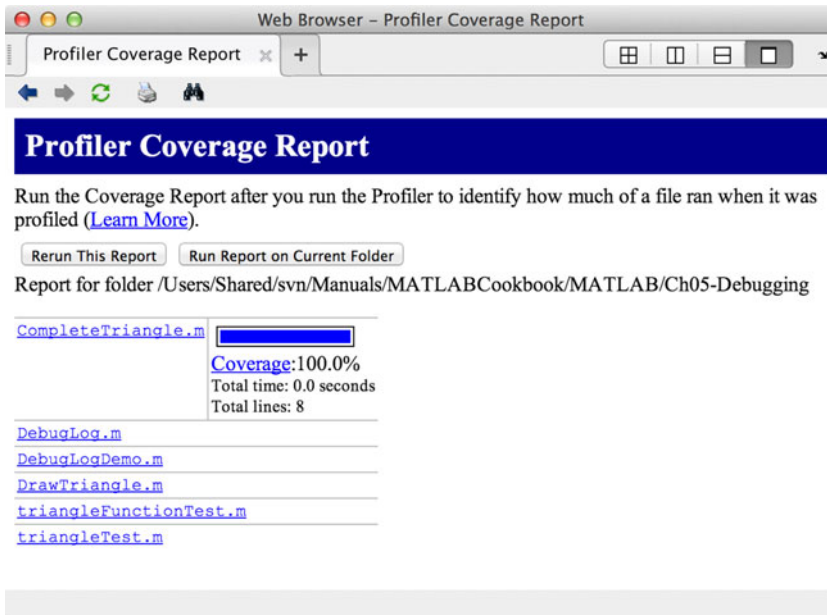 Web Browser – Profiler Coverage Report
Profiler Coverage Report
Profiler Coverage Report
Run the Coverage Report after you run the Profiler to identify how much of a file ran when it was
profiled (Learn More).
Rerun This Report Run Report on Current Folder
Report for folder /Users/Shared/svn/Manuals/MATLABCookbook/MATLAB/Ch05-Debugging
CompleteTriangle.m
Coverage:100.0%
Total time: 0.0 seconds
Total lines: 8
DebugLog.m
DebugLogDemo.m
DrawTriangle.m
triangleFunctionTest.m
triangleTest.m